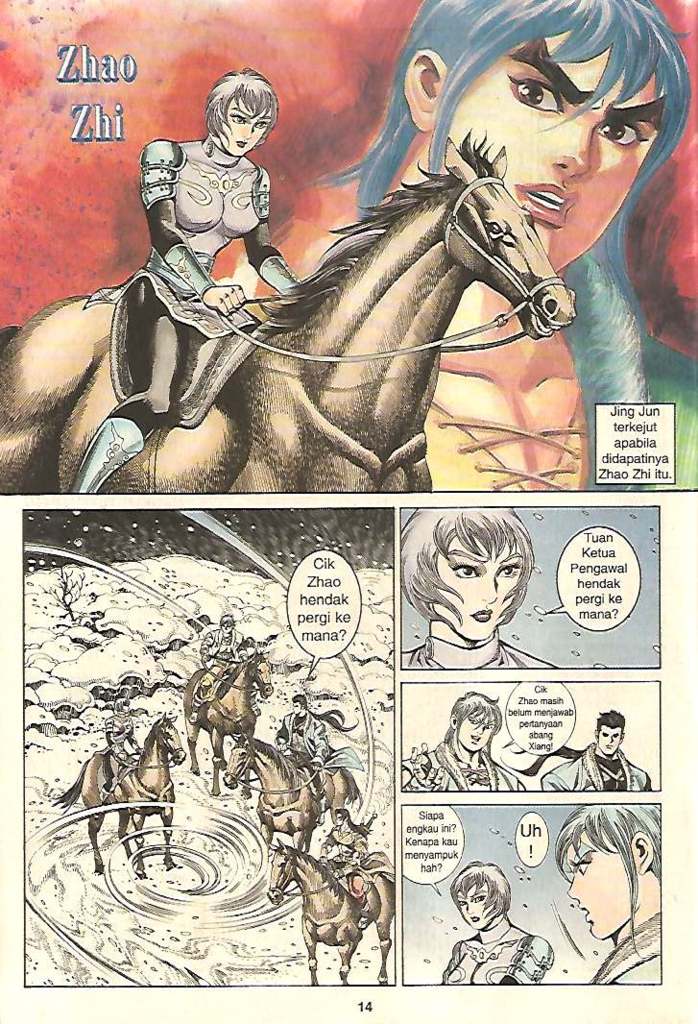 Zhao
Zhi
Jing Jun
terkejut
apabila
didapatinya
Zhao Zhi itu.
Cik
Zhao
hendak
pergi ke
mana?
Tuan
Ketua
Pengawal
hendak
pergi ke
mana?
Cik
Zhao masih
belum menjawab
pertanyaan
abang
Xiang!
Siapa
engkau ini?
Kenapa kau
menyampuk
hah?
Uh
!
14